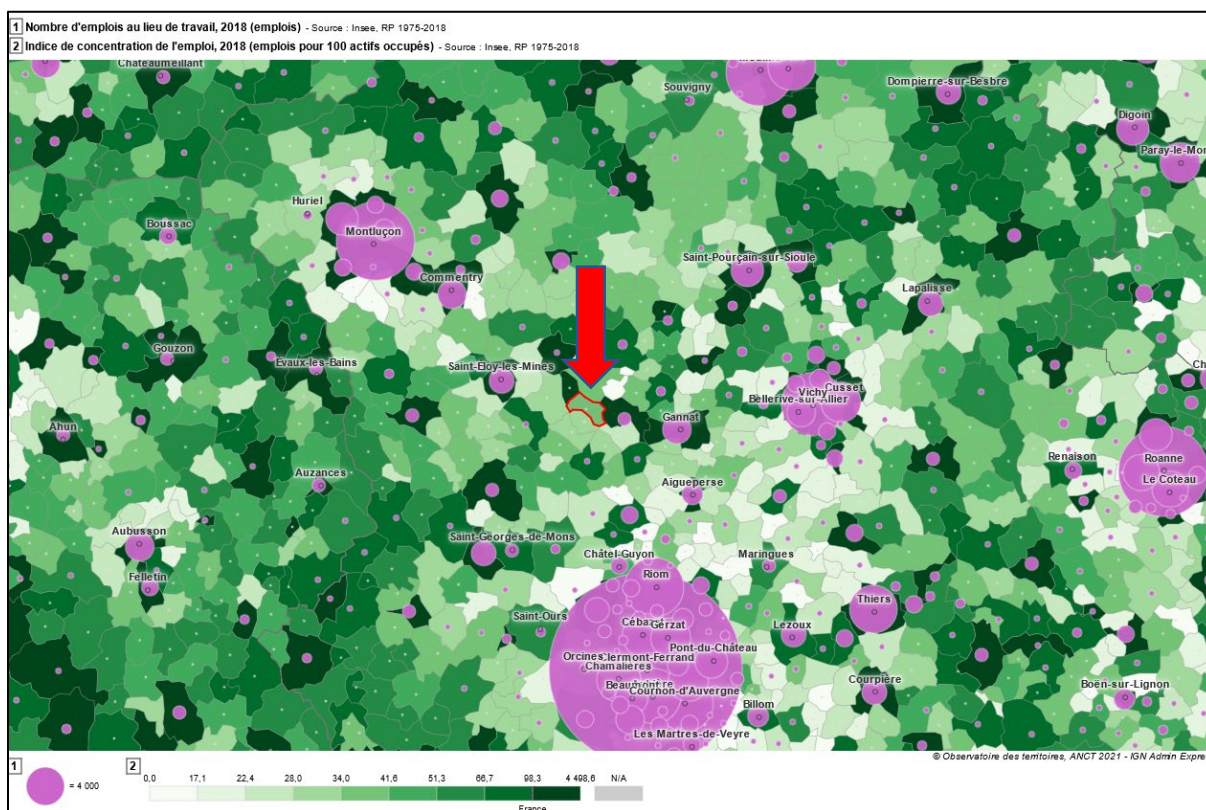 1 Nombre d'emplois au lieu de travail, 2018 (emplois) - Source : Insee, RP 1975-2018
2 Indice de concentration de l'emploi, 2018 (emplois pour 100 actifs occupés) - Source : Insee, RP 1975-2018
Chateaumeillant
Souvigny
Dompierre-sur-Besbre
Digoin
Paray-le-Mon
Huriel
Boussac
Montluçon
Commentry
Saint-Pourçain-sur-Sioule
Lapalisse
Gouzon
Evaux-les-Bains
Saint-Eloy-les-Mines
Cusset
Vichy
Bellerive-sur-Allier
Gannat
Ahun
Renaison
Roanne
Le Coteau
Auzances
Aigueperse
Aubusson
Saint-Georges-de-Mons
Châtel-Guyon
Maringues
Felletin
Riom
Thiers
Saint-Ours
Gerzat
Lezoux
Pont-du-Château
Orcines
Clermont-Ferrand
Chamalières
Cournon-d'Auvergne
Courpière
Boën-sur-Lignon
Billom
Les Martres-de-Veyre
© Observatoire des territoires, ANCT 2021 - IGN Admin Expre
1
2
= 4 000
0,0 17,1 22,4 28,0 34,0 41,6 51,3 66,7 98,3 4 498,6 N/A
France